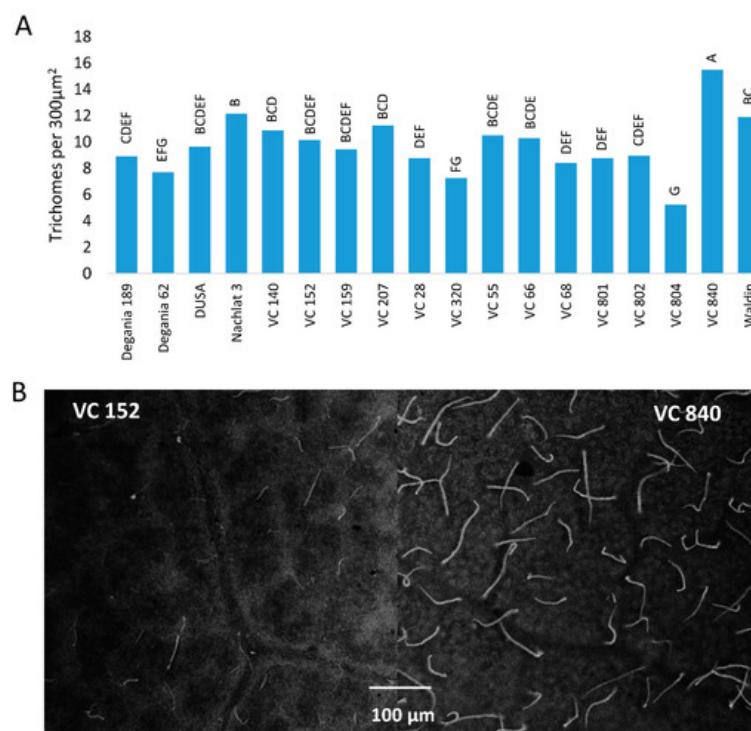 A
Trichomes per 300µm²
18
16
14
12
10
8
6
4
2
0
CDEF
EFG
BCDEF
B
BCD
BCDEF
BCDEF
BCD
DEF
FG
BCDE
BCDE
DEF
DEF
CDEF
G
A
BC
Degania 189
Degania 62
DUSA
Nachlat 3
VC 140
VC 152
VC 159
VC 207
VC 28
VC 320
VC 55
VC 66
VC 68
VC 801
VC 802
VC 804
VC 840
Waldin
B
VC 152
VC 840
100 µm